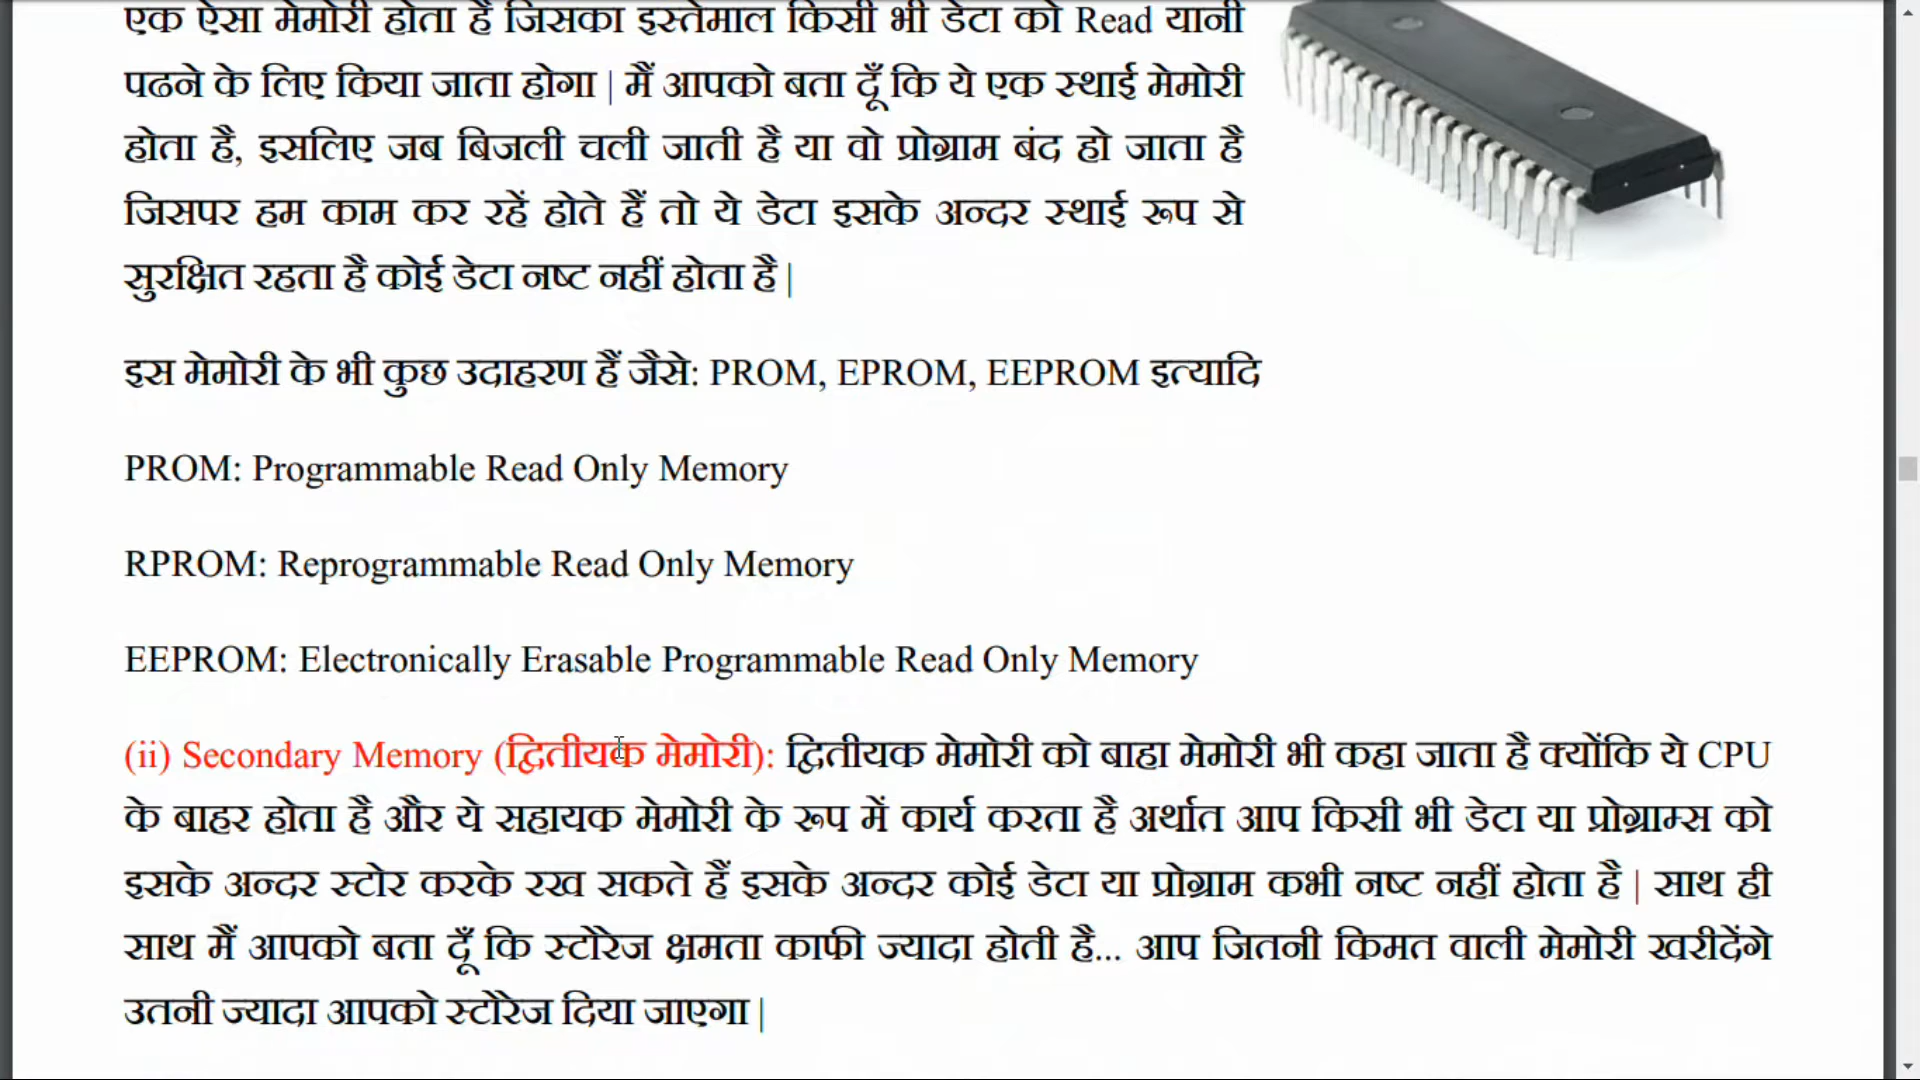 एक ऐसा मेमोरी होता है जिसका इस्तेमाल किसी भी डेटा को Read यानी
पढने के लिए किया जाता होगा | मैं आपको बता दूँ कि ये एक स्थाई मेमोरी
होता है, इसलिए जब बिजली चली जाती है या वो प्रोग्राम बंद हो जाता है
जिसपर हम काम कर रहें होते हैं तो ये डेटा इसके अन्दर स्थाई रूप से
सुरक्षित रहता है कोई डेटा नष्ट नहीं होता है |
इस मेमोरी के भी कुछ उदाहरण हैं जैसे: PROM, EPROM, EEPROM इत्यादि
PROM: Programmable Read Only Memory
RPROM: Reprogrammable Read Only Memory
EEPROM: Electronically Erasable Programmable Read Only Memory
(ii) Secondary Memory (द्वितीयक मेमोरी): द्वितीयक मेमोरी को बाहा मेमोरी भी कहा जाता है क्योंकि ये CPU
के बाहर होता है और ये सहायक मेमोरी के रूप में कार्य करता है अर्थात आप किसी भी डेटा या प्रोग्राम्स को
इसके अन्दर स्टोर करके रख सकते हैं इसके अन्दर कोई डेटा या प्रोग्राम कभी नष्ट नहीं होता है | साथ ही
साथ मैं आपको बता दूँ कि स्टोरेज क्षमता काफी ज्यादा होती है... आप जितनी किमत वाली मेमोरी खरीदेंगे
उतनी ज्यादा आपको स्टोरेज दिया जाएगा |